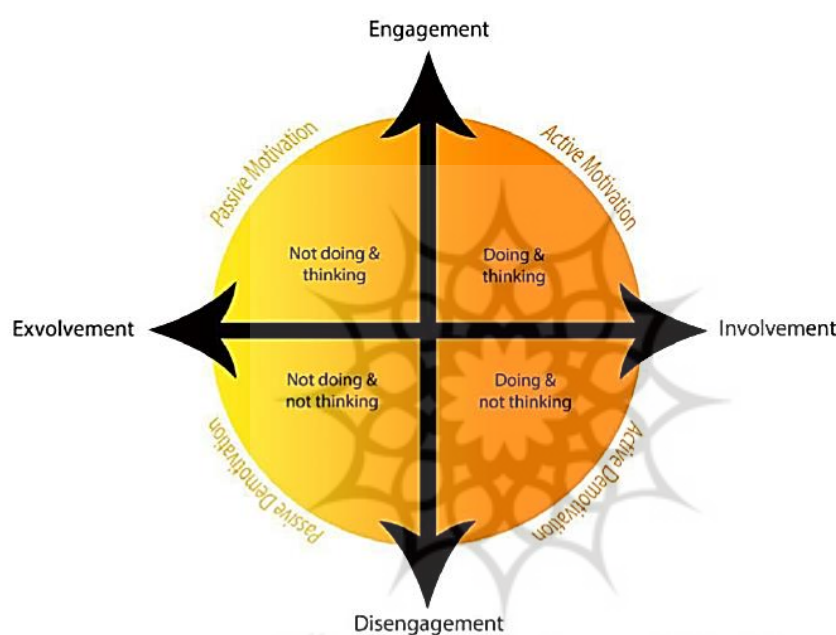 Engagement
Passive Motivation
Active Motivation
Not doing &
thinking
Doing &
thinking
Exvolvement
Involvement
Not doing &
not thinking
Doing &
not thinking
Passive Demotivation
Active Demotivation
Disengagement